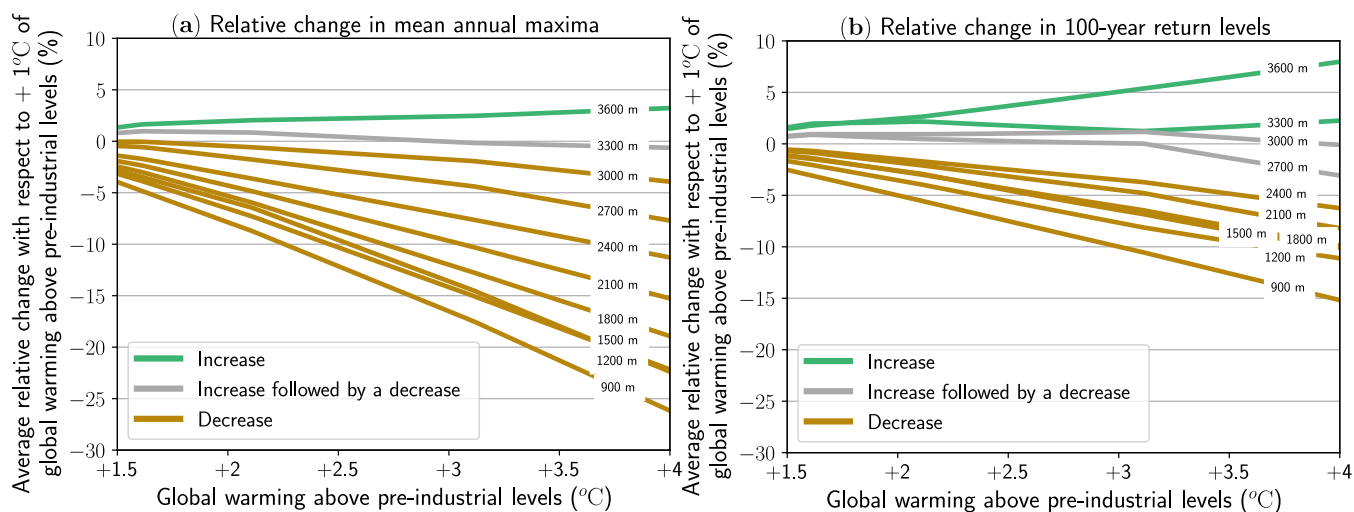 (a) Relative change in mean annual maxima
Average relative change with respect to + 1°C of
global warming above pre-industrial levels (%)
10
5
0
−5
−10
−15
−20
−25
−30
3600 m
3300 m
3000 m
2700 m
2400 m
2100 m
1800 m
1500 m
1200 m
900 m
Increase
Increase followed by a decrease
Decrease
+1.5
+2
+2.5
+3
+3.5
+4
Global warming above pre-industrial levels (°C)
(b) Relative change in 100-year return levels
Average relative change with respect to + 1°C of
global warming above pre-industrial levels (%)
10
5
0
−5
−10
−15
−20
−25
−30
3600 m
3300 m
3000 m
2700 m
2400 m
2100 m
1500 m
1800 m
1200 m
900 m
Increase
Increase followed by a decrease
Decrease
+1.5
+2
+2.5
+3
+3.5
+4
Global warming above pre-industrial levels (°C)